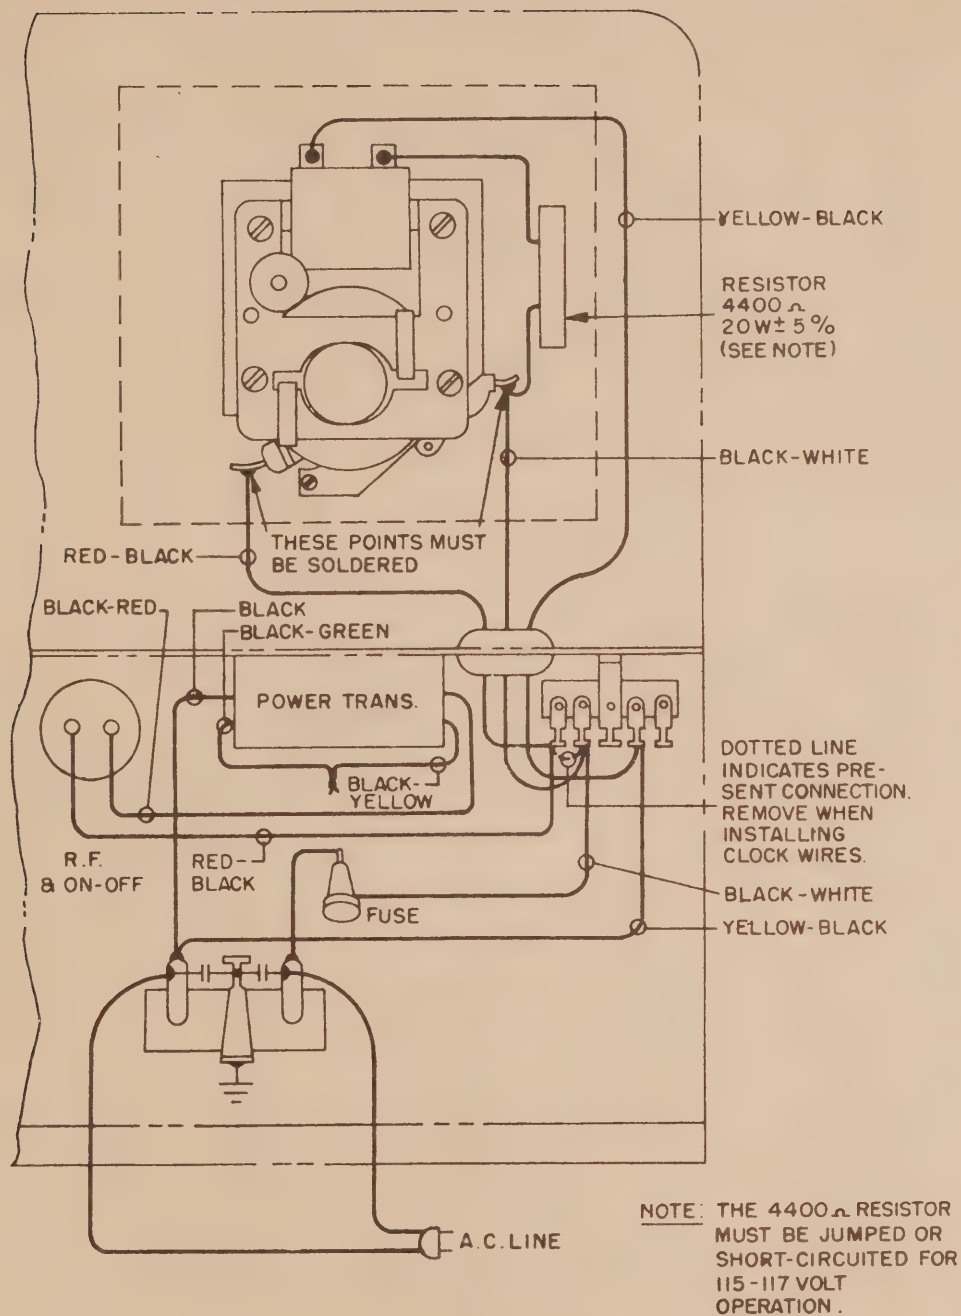 YELLOW-BLACK
RESISTOR
4400 Ω
20W ± 5%
(SEE NOTE)
BLACK-WHITE
THESE POINTS MUST
BE SOLDERED
RED-BLACK
BLACK-RED
BLACK
BLACK-GREEN
POWER TRANS.
BLACK-
YELLOW
DOTTED LINE
INDICATES PRE-
SENT CONNECTION.
REMOVE WHEN
INSTALLING
CLOCK WIRES.
R.F.
& ON-OFF
RED-
BLACK
FUSE
BLACK-WHITE
YELLOW-BLACK
A.C. LINE
NOTE: THE 4400 Ω RESISTOR
MUST BE JUMPED OR
SHORT-CIRCUITED FOR
115-117 VOLT
OPERATION.